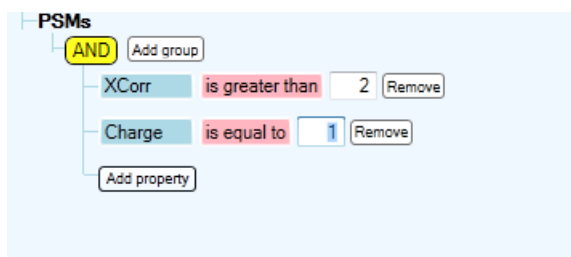 PSMs
AND Add group
XCorr is greater than 2 Remove
Charge is equal to 1 Remove
Add property